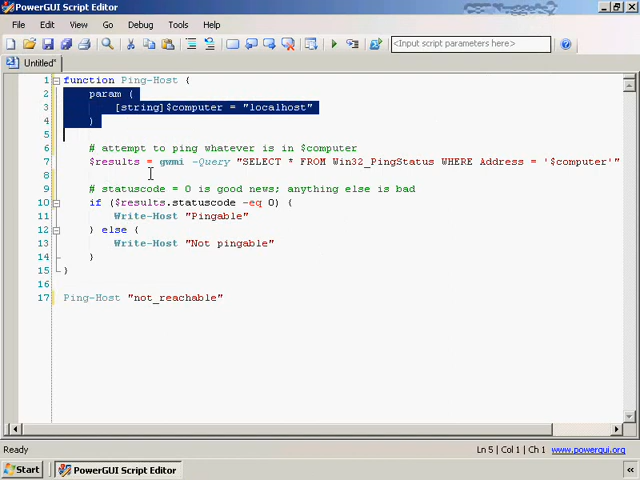 PowerGUI Script Editor
File Edit View Go Debug Tools Help
<Input script parameters here>
Untitled*
1 function Ping-Host {
2 param (
3 [string]$computer = "localhost"
4 )
5
6 # attempt to ping whatever is in $computer
7 $results = gwmi -Query "SELECT * FROM Win32_PingStatus WHERE Address = '$computer'"
8
9 # statuscode = 0 is good news; anything else is bad
10 if ($results.statuscode -eq 0) {
11 Write-Host "Pingable"
12 } else {
13 Write-Host "Not pingable"
14 }
15 }
16
17 Ping-Host "not_reachable"
Ready Ln 5 | Col 1 | Ch 1 www.powergui.org
Start PowerGUI Script Editor